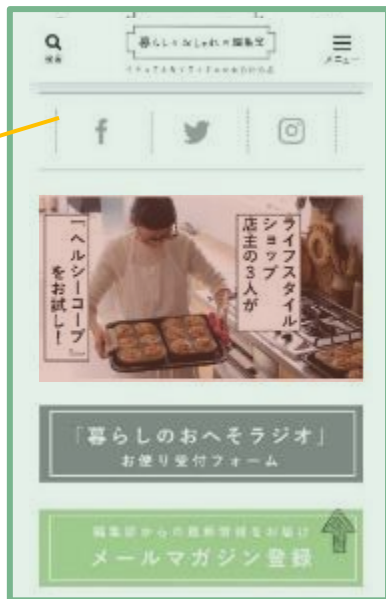 検索
暮らしとおしゃれの編集室
メニュー
ライフスタイル
ショップ
店主の3人が
『ヘルシーコープ』
をお試し!
「暮らしのおへそラジオ」
お便り受付フォーム
編集部からの最新情報をお届け
メールマガジン登録